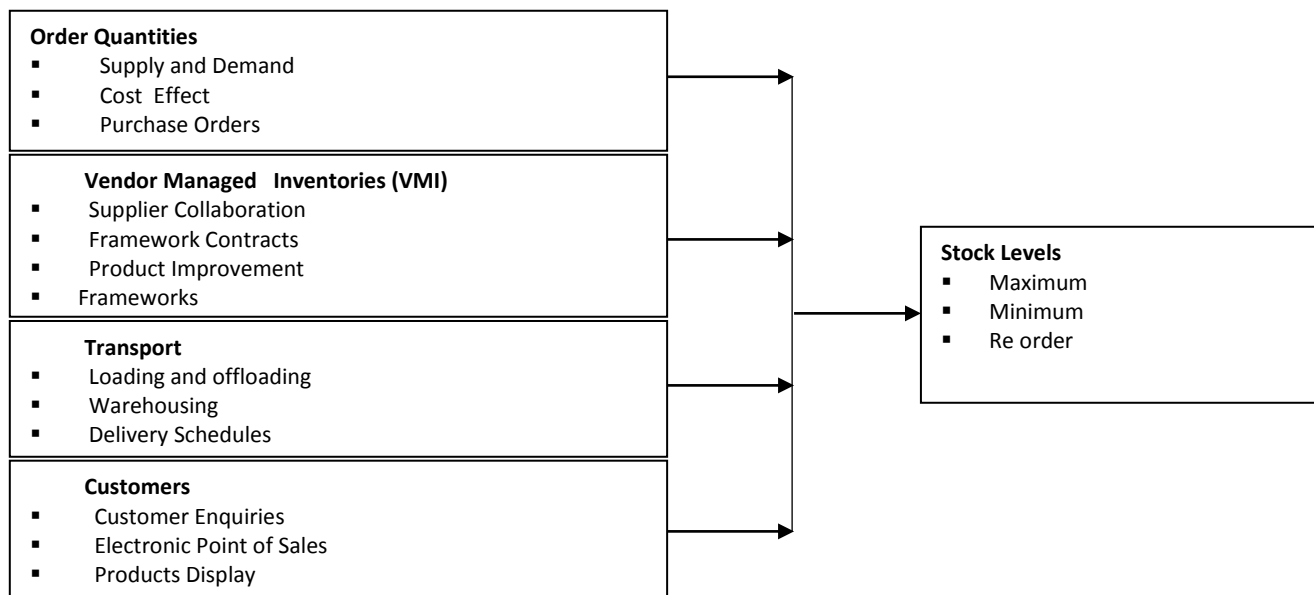 Order Quantities
▪ Supply and Demand
▪ Cost Effect
▪ Purchase Orders
Vendor Managed Inventories (VMI)
▪ Supplier Collaboration
▪ Framework Contracts
▪ Product Improvement
▪ Frameworks
Transport
▪ Loading and offloading
▪ Warehousing
▪ Delivery Schedules
Customers
▪ Customer Enquiries
▪ Electronic Point of Sales
▪ Products Display
Stock Levels
▪ Maximum
▪ Minimum
▪ Re order